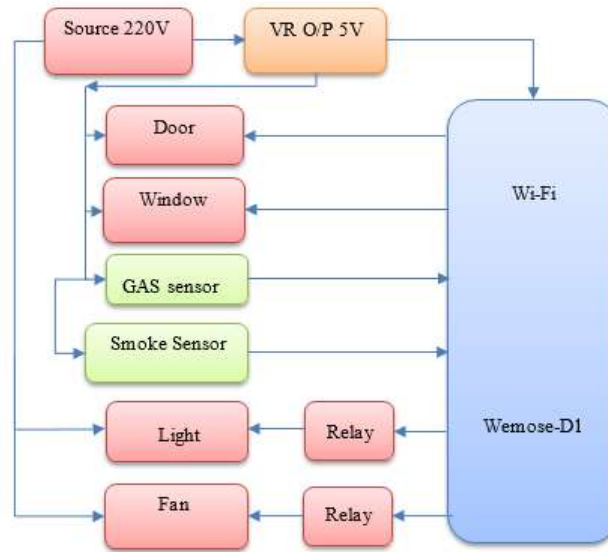 Source 220V
VR O/P 5V
Door
Window
Wi-Fi
GAS sensor
Smoke Sensor
Light
Relay
Wemose-D1
Fan
Relay